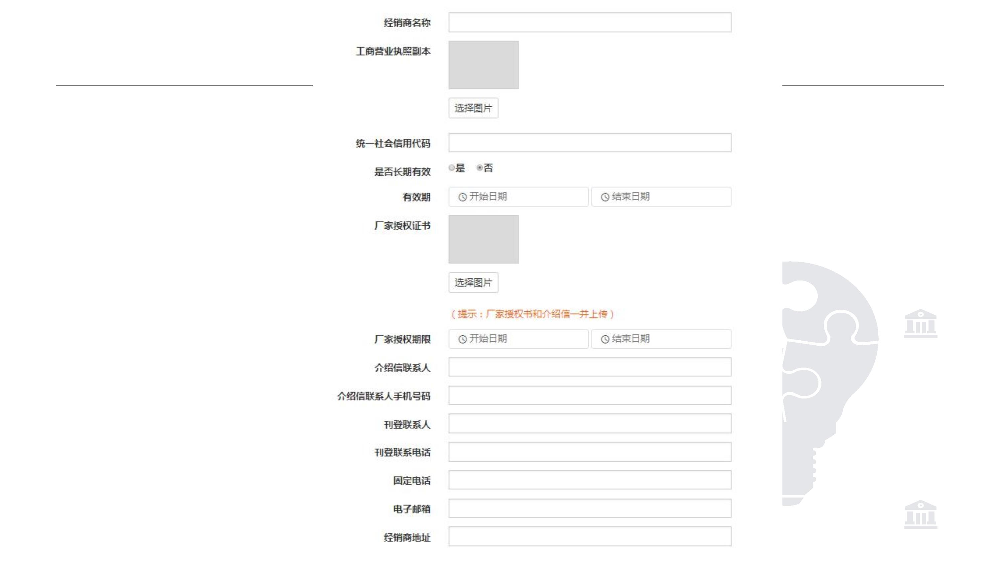 经销商名称
工商营业执照副本
选择图片
统一社会信用代码
是否长期有效 是 否
有效期 开始日期 结束日期
厂家授权证书
选择图片
（提示：厂家授权书和介绍信一并上传）
厂家授权期限 开始日期 结束日期
介绍信联系人
介绍信联系人手机号码
刊登联系人
刊登联系电话
固定电话
电子邮箱
经销商地址